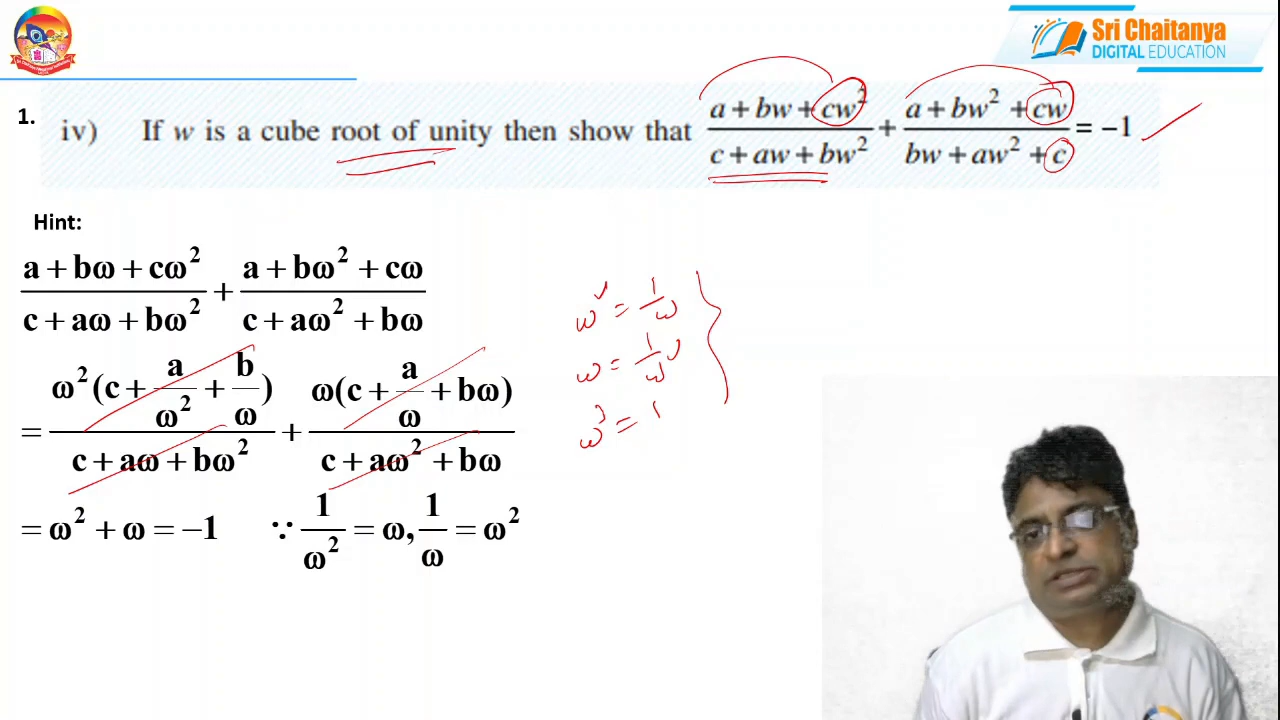 Sri Chaitanya
DIGITAL EDUCATION
1.
iv) If w is a cube root of unity then show that (a + bw + cw²)/(c + aw + bw²) + (a + bw² + cw)/(bw + aw² + c) = −1
Hint:
(a + bω + cω²)/(c + aω + bω²) + (a + bω² + cω)/(c + aω² + bω)
= ω²(c + a/ω² + b/ω)/(c + aω + bω²) + ω(c + a/ω + bω)/(c + aω² + bω)
= ω² + ω = −1 ∵ 1/ω² = ω, 1/ω = ω²
ω² = 1/ω
ω = 1/ω²
ω³ = 1